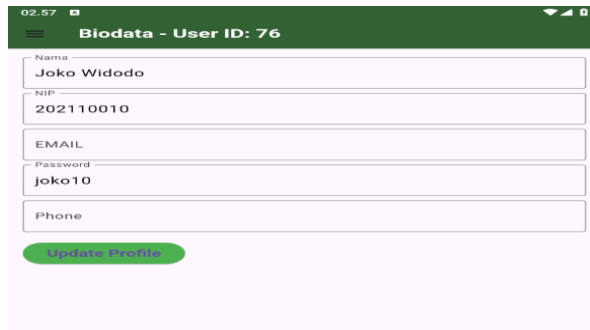 02.57
Biodata - User ID: 76
Nama
Joko Widodo
NIP
202110010
EMAIL
Password
joko10
Phone
Update Profile